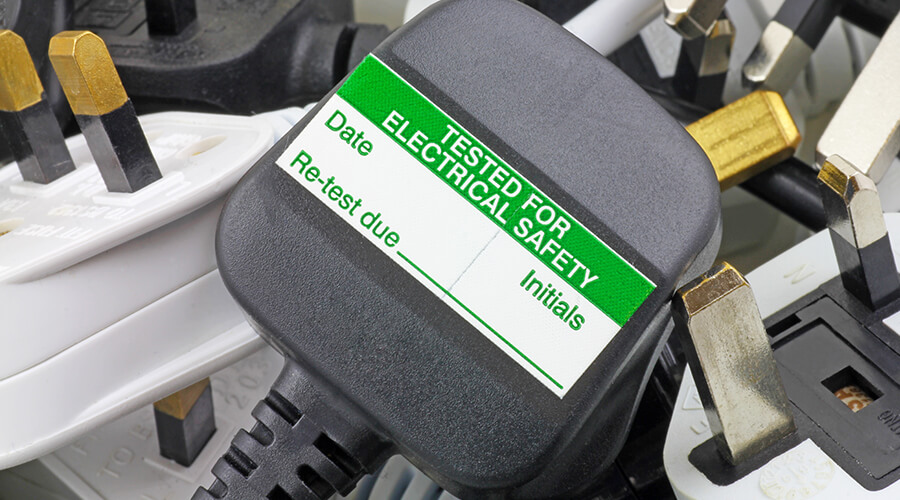 TESTED FOR
ELECTRICAL SAFETY
Date
Initials
Re-test due